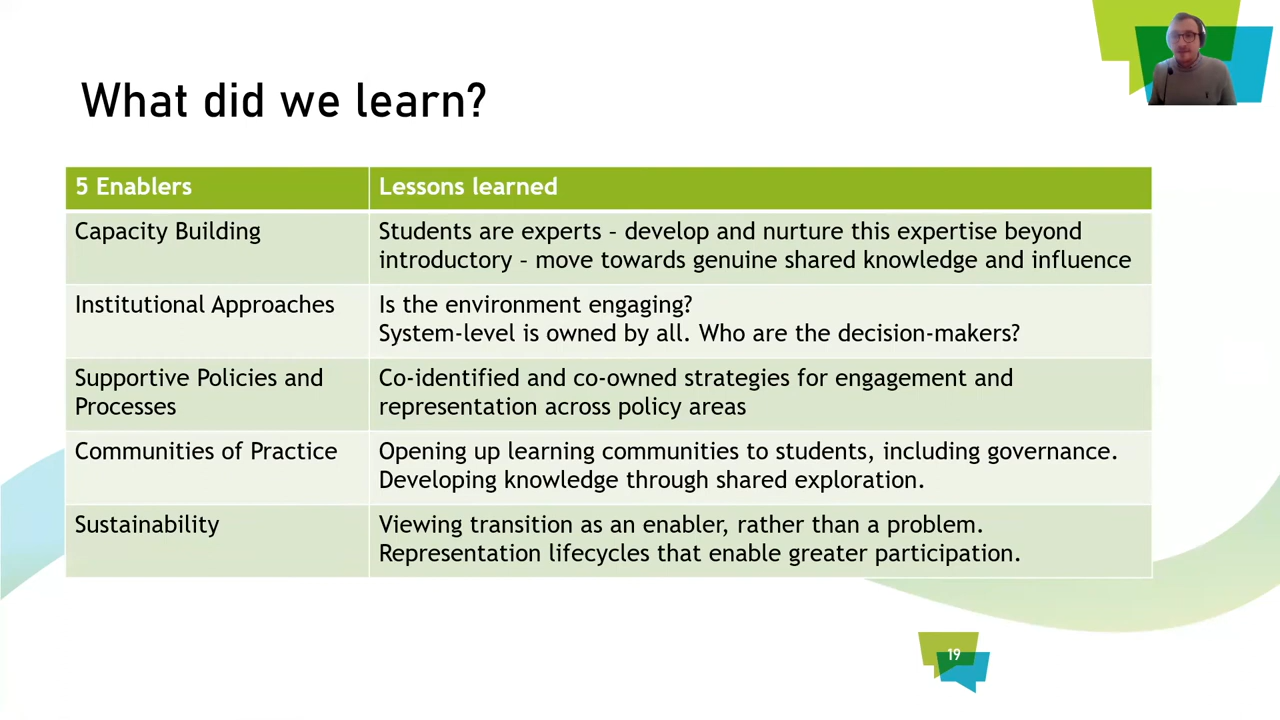 What did we learn?
5 Enablers
Lessons learned
Capacity Building
Students are experts – develop and nurture this expertise beyond
introductory – move towards genuine shared knowledge and influence
Institutional Approaches
Is the environment engaging?
System-level is owned by all. Who are the decision-makers?
Supportive Policies and
Processes
Co-identified and co-owned strategies for engagement and
representation across policy areas
Communities of Practice
Opening up learning communities to students, including governance.
Developing knowledge through shared exploration.
Sustainability
Viewing transition as an enabler, rather than a problem.
Representation lifecycles that enable greater participation.
19